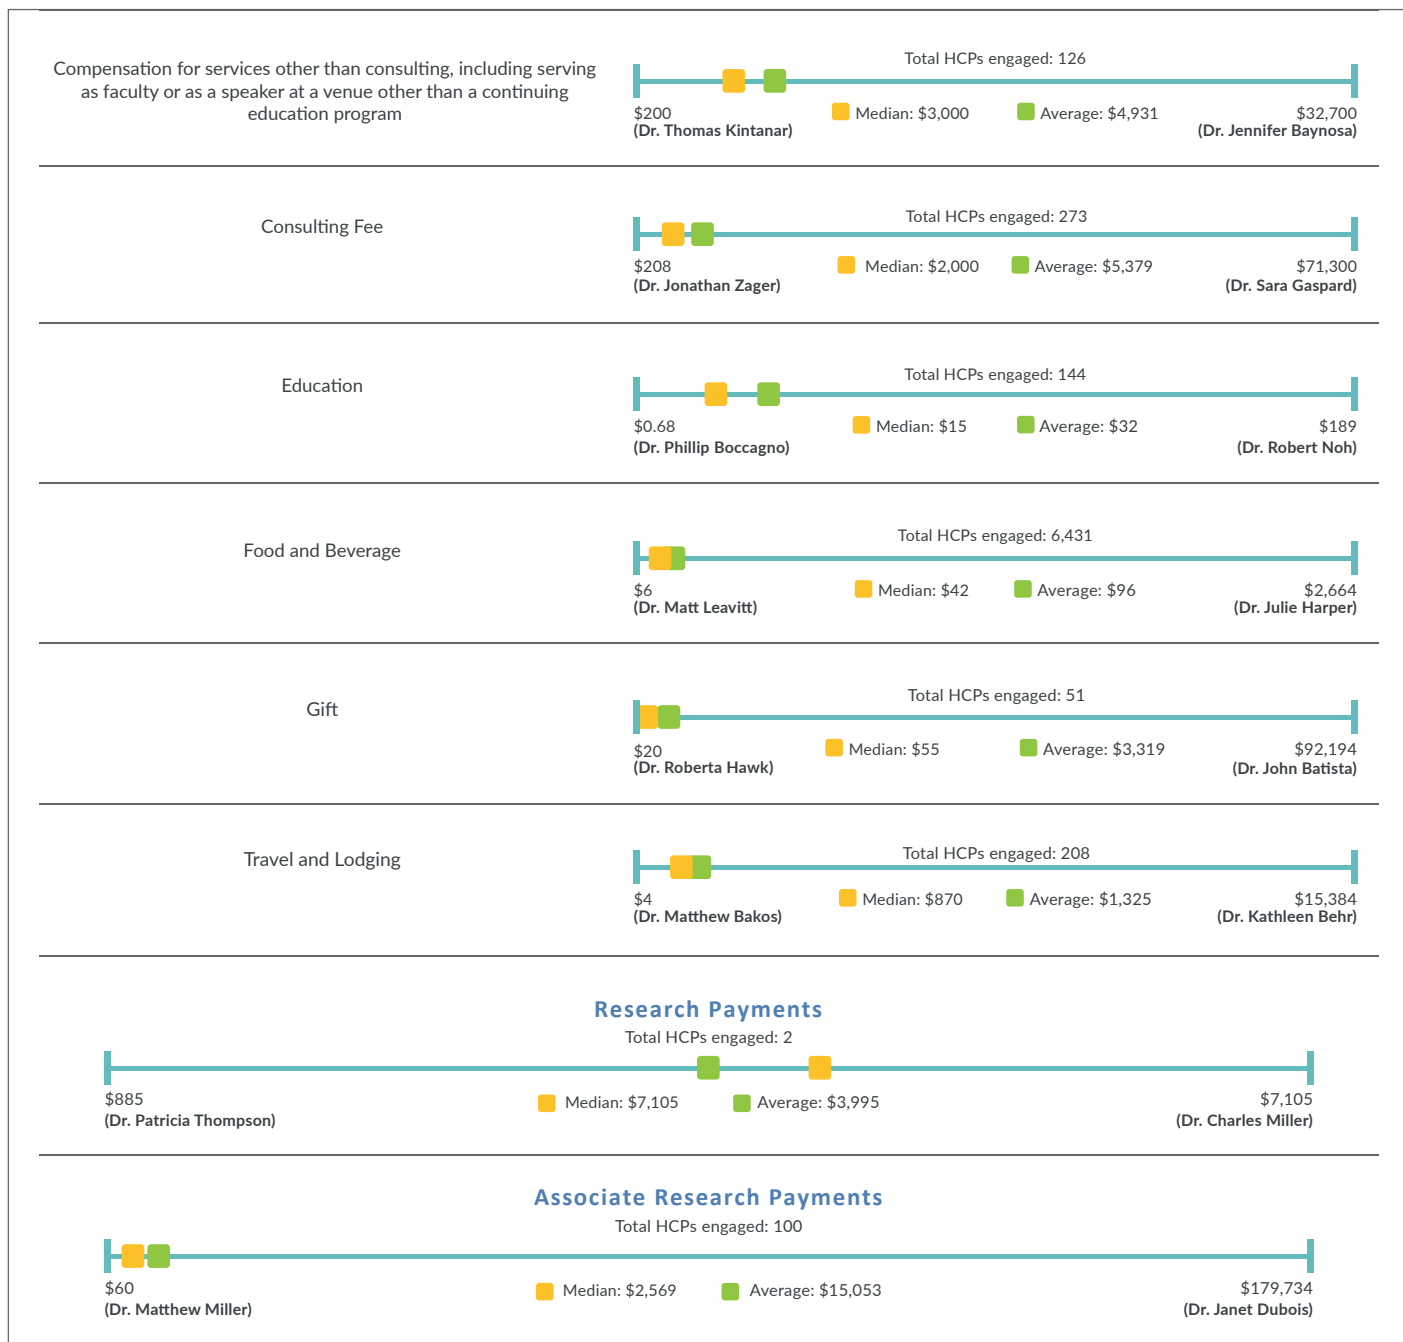 Compensation for services other than consulting, including serving
as faculty or as a speaker at a venue other than a continuing
education program
Total HCPs engaged: 126
$200
(Dr. Thomas Kintanar)
Median: $3,000
Average: $4,931
$32,700
(Dr. Jennifer Baynosa)
Consulting Fee
Total HCPs engaged: 273
$208
(Dr. Jonathan Zager)
Median: $2,000
Average: $5,379
$71,300
(Dr. Sara Gaspard)
Education
Total HCPs engaged: 144
$0.68
(Dr. Phillip Boccagno)
Median: $15
Average: $32
$189
(Dr. Robert Noh)
Food and Beverage
Total HCPs engaged: 6,431
$6
(Dr. Matt Leavitt)
Median: $42
Average: $96
$2,664
(Dr. Julie Harper)
Gift
Total HCPs engaged: 51
$20
(Dr. Roberta Hawk)
Median: $55
Average: $3,319
$92,194
(Dr. John Batista)
Travel and Lodging
Total HCPs engaged: 208
$4
(Dr. Matthew Bakos)
Median: $870
Average: $1,325
$15,384
(Dr. Kathleen Behr)
Research Payments
Total HCPs engaged: 2
$885
(Dr. Patricia Thompson)
Median: $7,105
Average: $3,995
$7,105
(Dr. Charles Miller)
Associate Research Payments
Total HCPs engaged: 100
$60
(Dr. Matthew Miller)
Median: $2,569
Average: $15,053
$179,734
(Dr. Janet Dubois)